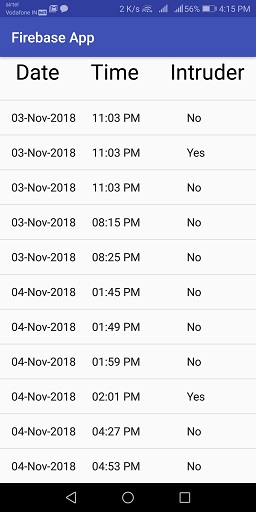 airtel
Vodafone IN 2 K/s 56% 4:15 PM
Firebase App
Date Time Intruder
03-Nov-2018 11:03 PM No
03-Nov-2018 11:03 PM Yes
03-Nov-2018 11:03 PM No
03-Nov-2018 08:15 PM No
03-Nov-2018 08:25 PM No
04-Nov-2018 01:45 PM No
04-Nov-2018 01:49 PM No
04-Nov-2018 01:59 PM No
04-Nov-2018 02:01 PM Yes
04-Nov-2018 04:27 PM No
04-Nov-2018 04:53 PM No